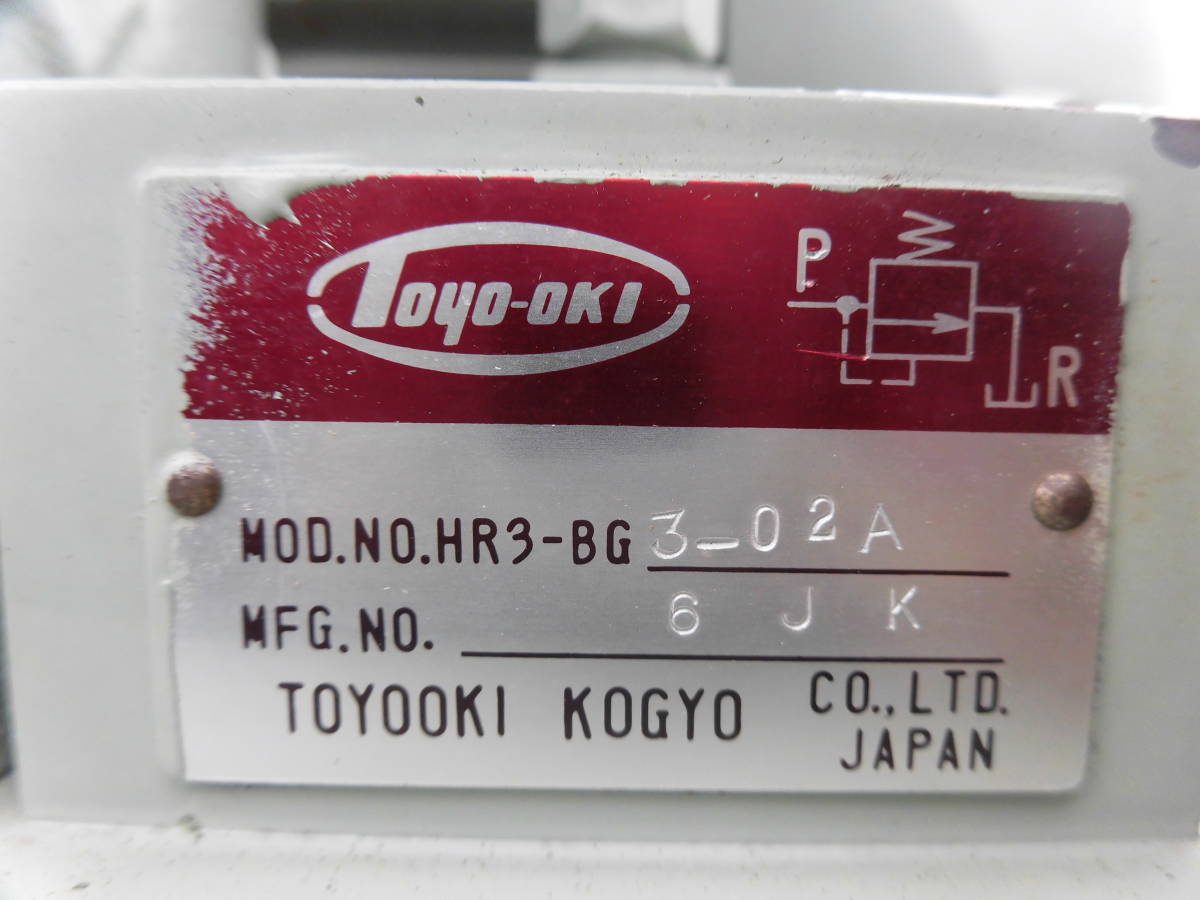 TOYO-OKI
P
R
MOD.NO.HR3-BG 3-02A
MFG.NO. 6 J K
TOYOOKI KOGYO CO.,LTD.
JAPAN